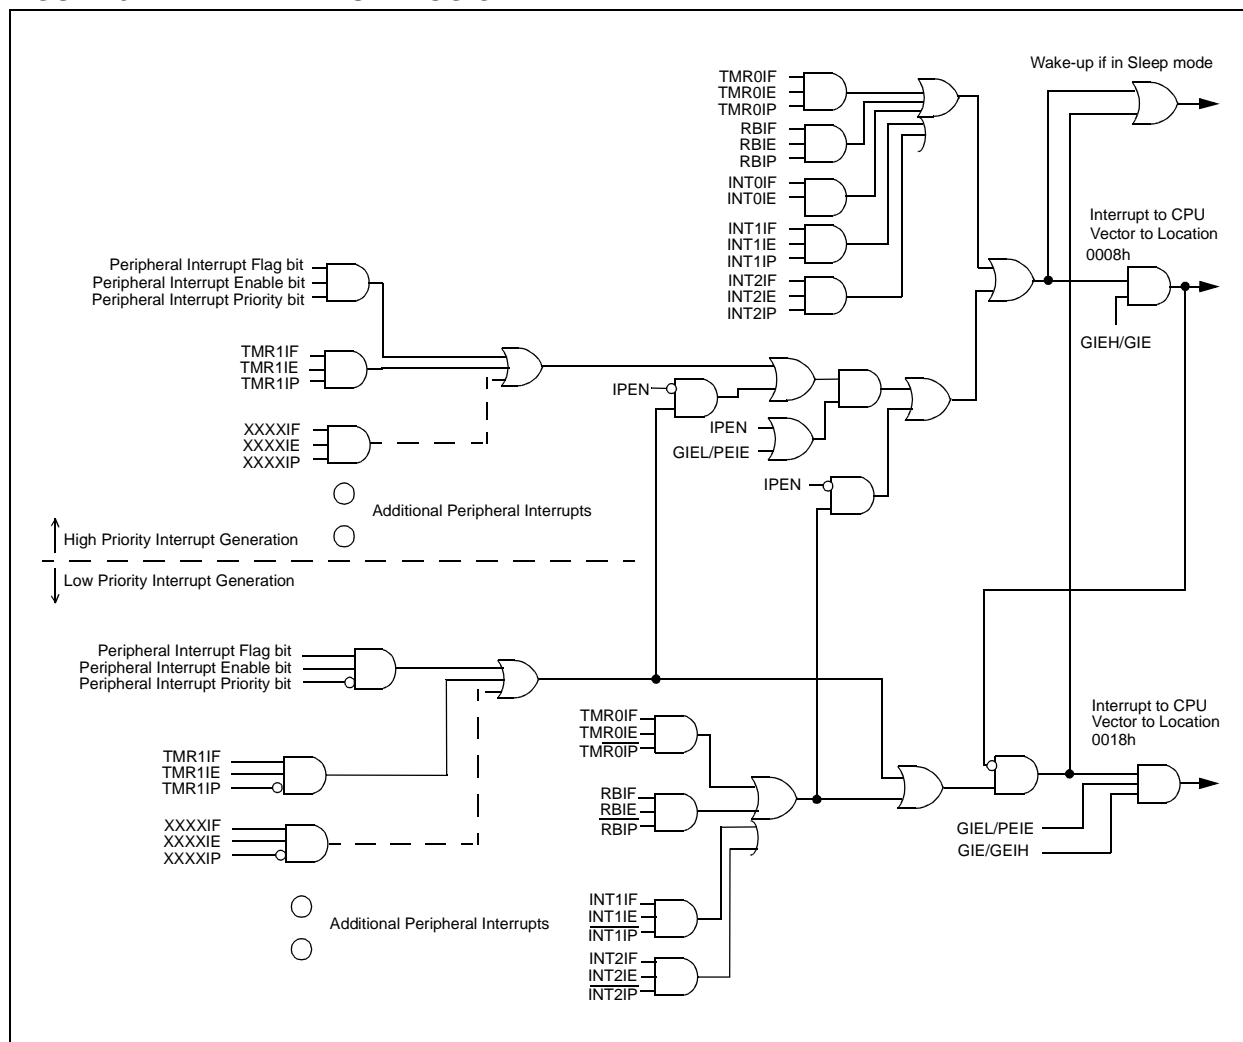 Wake-up if in Sleep mode
TMR0IF
TMR0IE
TMR0IP
RBIF
RBIE
RBIP
INT0IF
INT0IE
INT1IF
INT1IE
INT1IP
INT2IF
INT2IE
INT2IP
Interrupt to CPU
Vector to Location
0008h
GIEH/GIE
Peripheral Interrupt Flag bit
Peripheral Interrupt Enable bit
Peripheral Interrupt Priority bit
TMR1IF
TMR1IE
TMR1IP
XXXXIF
XXXXIE
XXXXIP
IPEN
IPEN
GIEL/PEIE
IPEN
Additional Peripheral Interrupts
High Priority Interrupt Generation
Low Priority Interrupt Generation
Peripheral Interrupt Flag bit
Peripheral Interrupt Enable bit
Peripheral Interrupt Priority bit
TMR1IF
TMR1IE
TMR1IP
XXXXIF
XXXXIE
XXXXIP
Additional Peripheral Interrupts
TMR0IF
TMR0IE
TMR0IP
RBIF
RBIE
RBIP
INT1IF
INT1IE
INT1IP
INT2IF
INT2IE
INT2IP
Interrupt to CPU
Vector to Location
0018h
GIEL/PEIE
GIE/GEIH